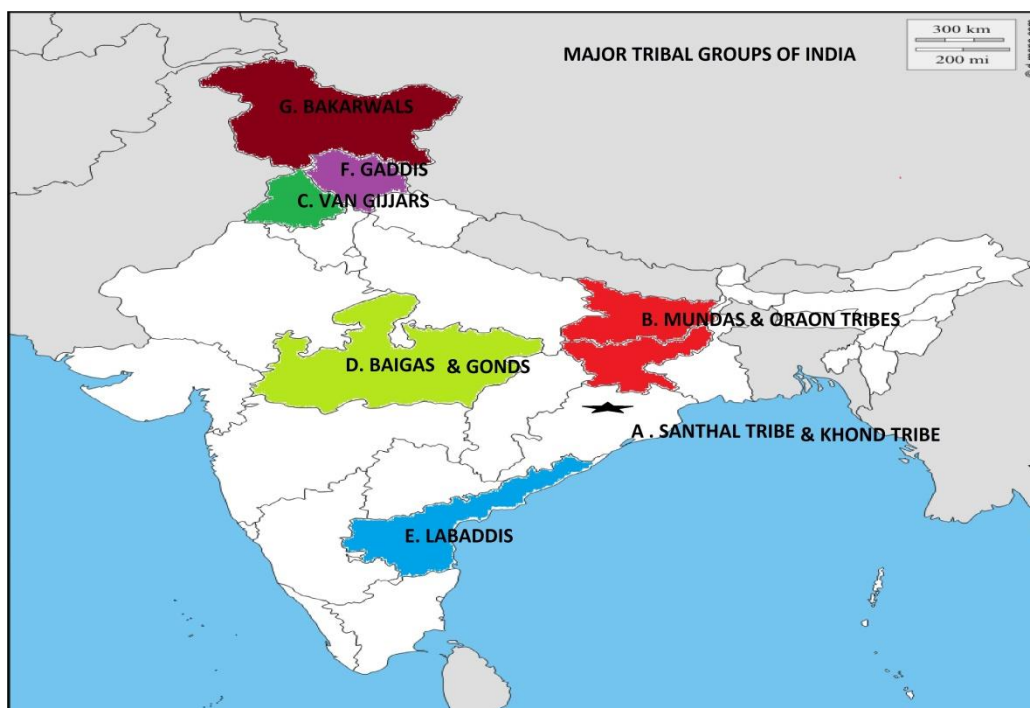 300 km
200 mi
MAJOR TRIBAL GROUPS OF INDIA
G. BAKARWALS
F. GADDIS
C. VAN GIJJARS
B. MUNDAS & ORAON TRIBES
D. BAIGAS & GONDS
A . SANTHAL TRIBE & KHOND TRIBE
E. LABADDIS